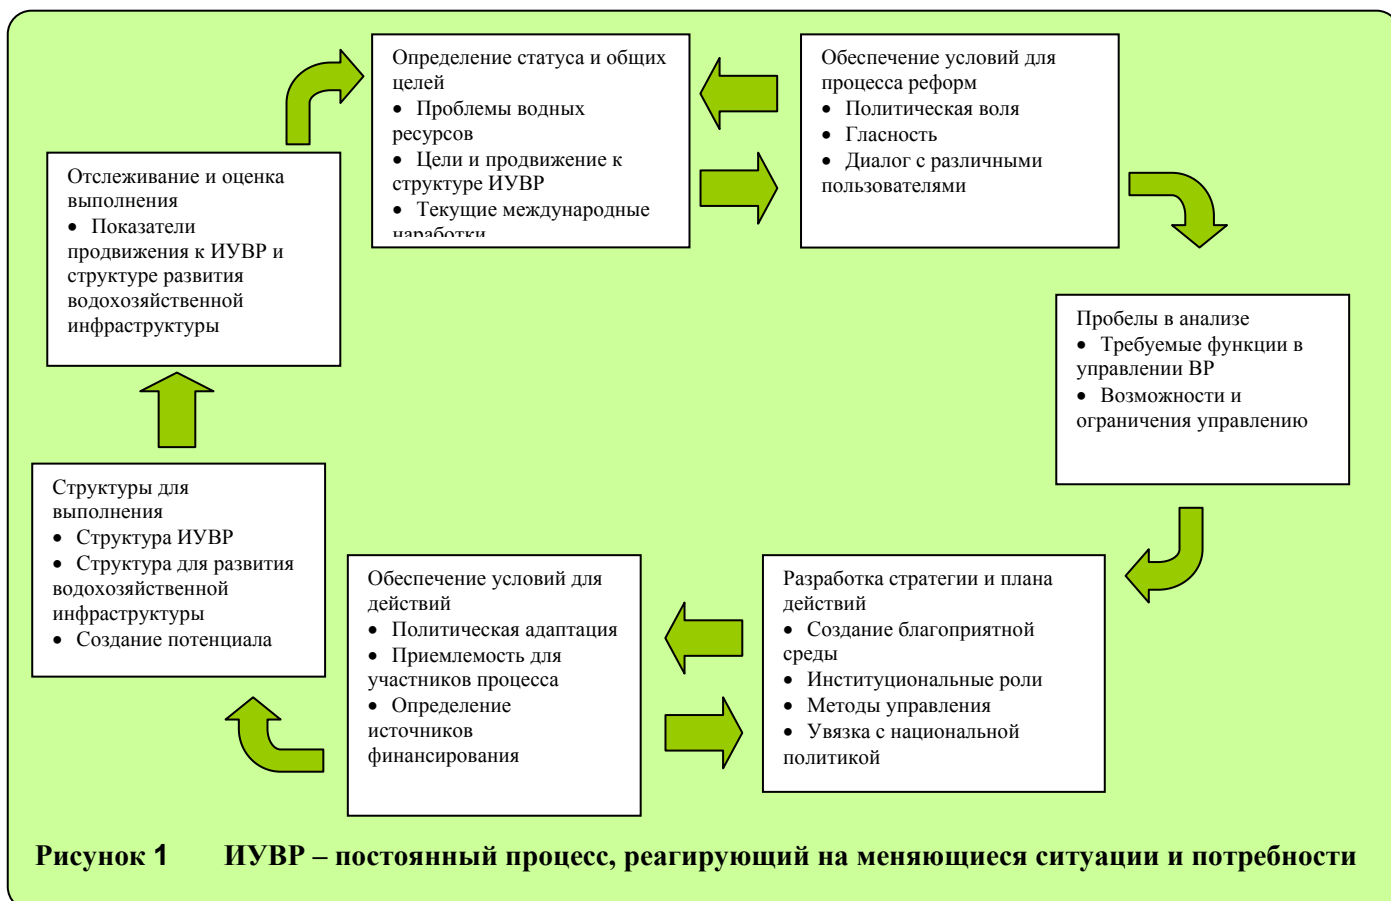 Определение статуса и общих
целей
• Проблемы водных
ресурсов
• Цели и продвижение к
структуре ИУВР
• Текущие международные
наработки
Обеспечение условий для
процесса реформ
• Политическая воля
• Гласность
• Диалог с различными
пользователями
Пробелы в анализе
• Требуемые функции в
управлении ВР
• Возможности и
ограничения управлению
Разработка стратегии и плана
действий
• Создание благоприятной
среды
• Институциональные роли
• Методы управления
• Увязка с национальной
политикой
Обеспечение условий для
действий
• Политическая адаптация
• Приемлемость для
участников процесса
• Определение
источников
финансирования
Структуры для
выполнения
• Структура ИУВР
• Структура для развития
водохозяйственной
инфраструктуры
• Создание потенциала
Отслеживание и оценка
выполнения
• Показатели
продвижения к ИУВР и
структуре развития
водохозяйственной
инфраструктуры
Рисунок 1 ИУВР – постоянный процесс, реагирующий на меняющиеся ситуации и потребности